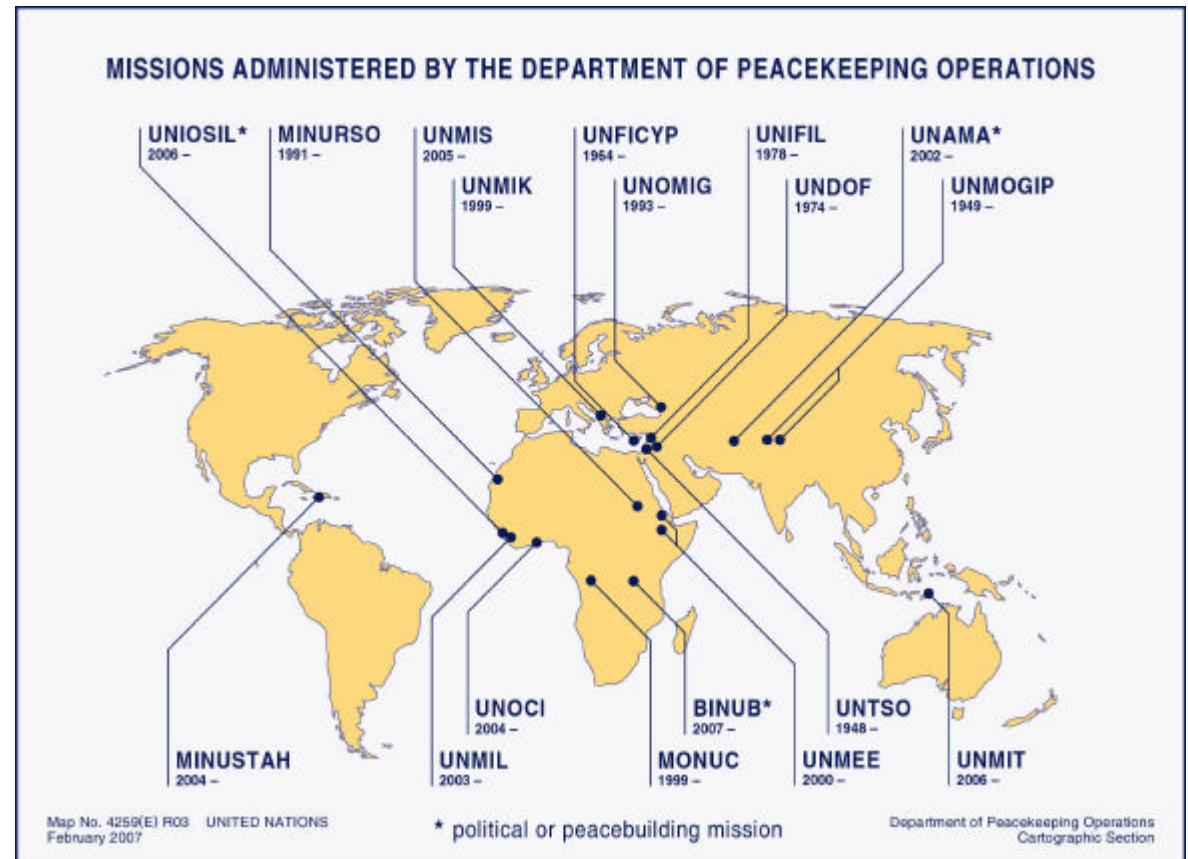 MISSIONS ADMINISTERED BY THE DEPARTMENT OF PEACEKEEPING OPERATIONS
UNIOSIL*
2006 –
MINURSO
1991 –
UNMIS
2005 –
UNFICYP
1964 –
UNIFIL
1978 –
UNAMA*
2002 –
UNMIK
1999 –
UNOMIG
1993 –
UNDOF
1974 –
UNMOGIP
1949 –
UNOCI
2004 –
BINUB*
2007 –
UNTSO
1948 –
MINUSTAH
2004 –
UNMIL
2003 –
MONUC
1999 –
UNMEE
2000 –
UNMIT
2006 –
Map No. 4259(E) R03 UNITED NATIONS
February 2007
* political or peacebuilding mission
Department of Peacekeeping Operations
Cartographic Section